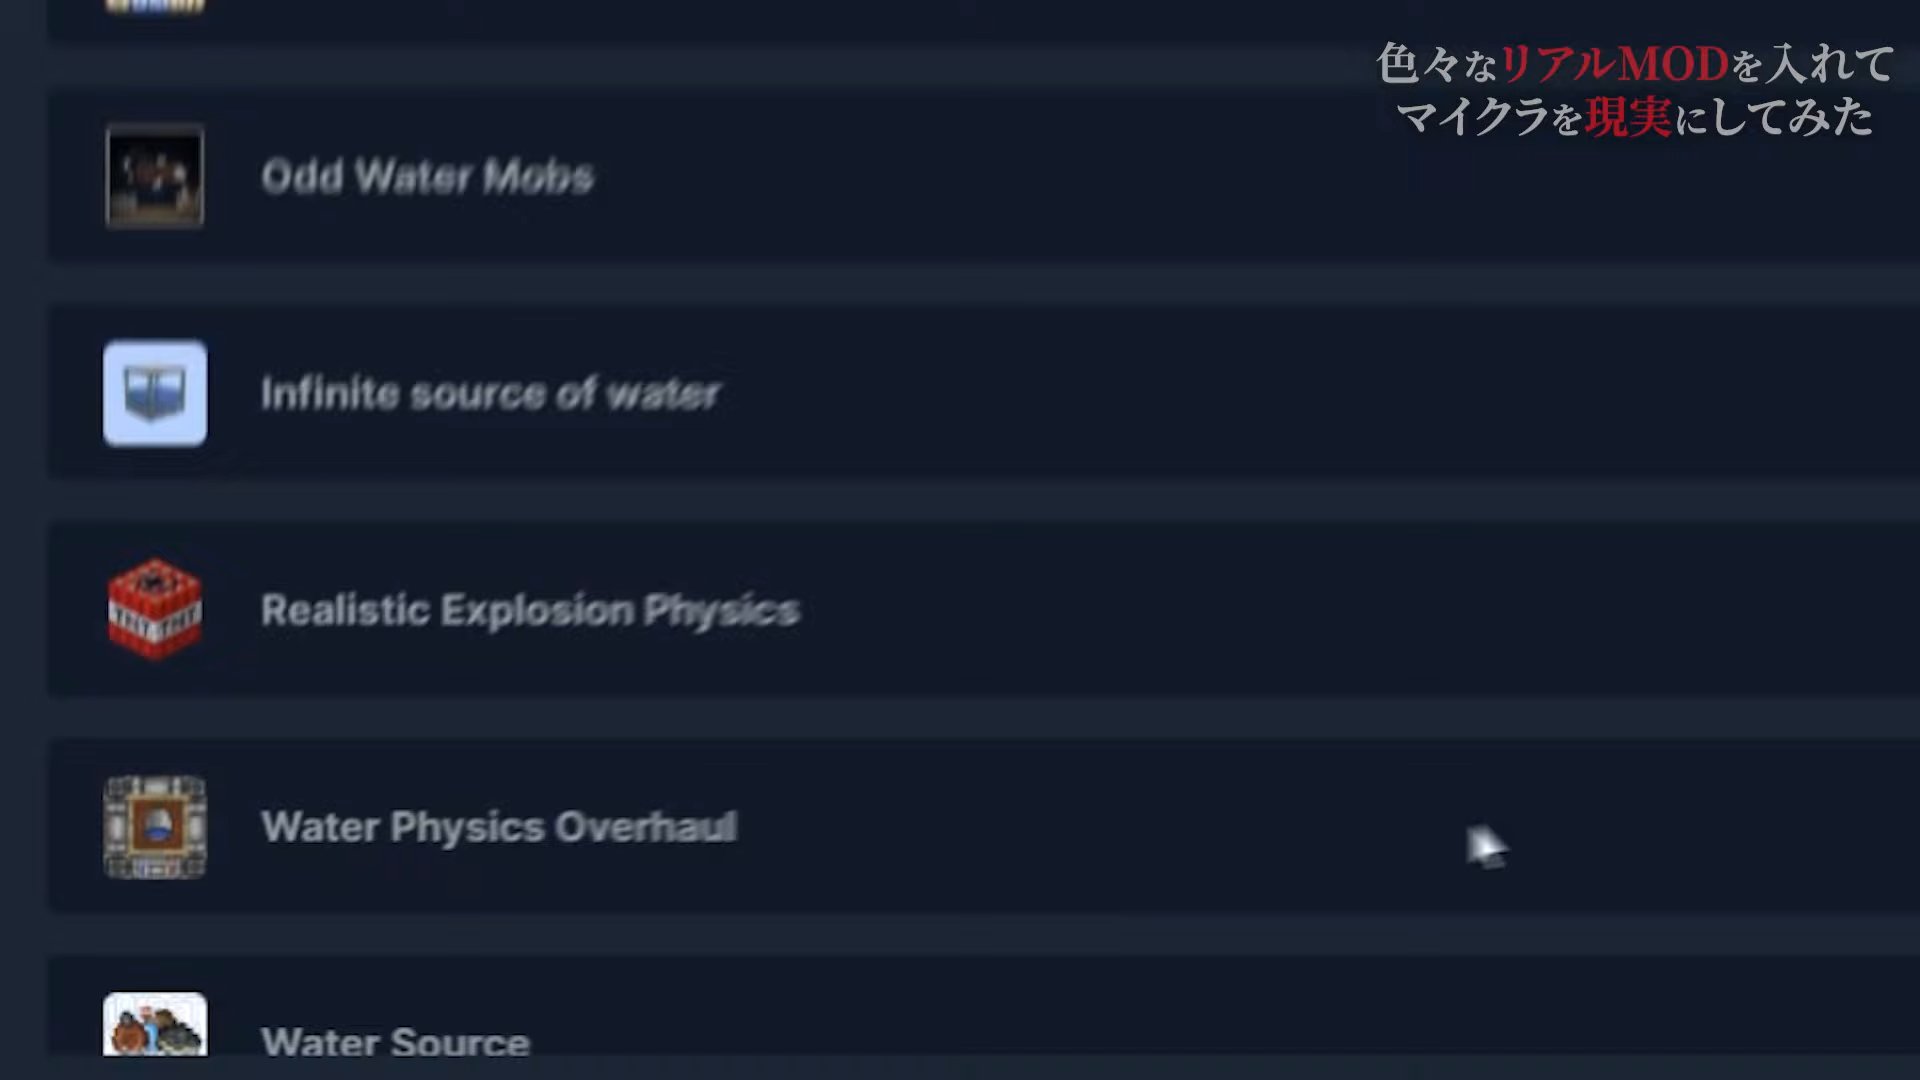 色々なリアルMODを入れて
マイクラを現実にしてみた
Odd Water Mobs
Infinite source of water
Realistic Explosion Physics
Water Physics Overhaul
Water Source